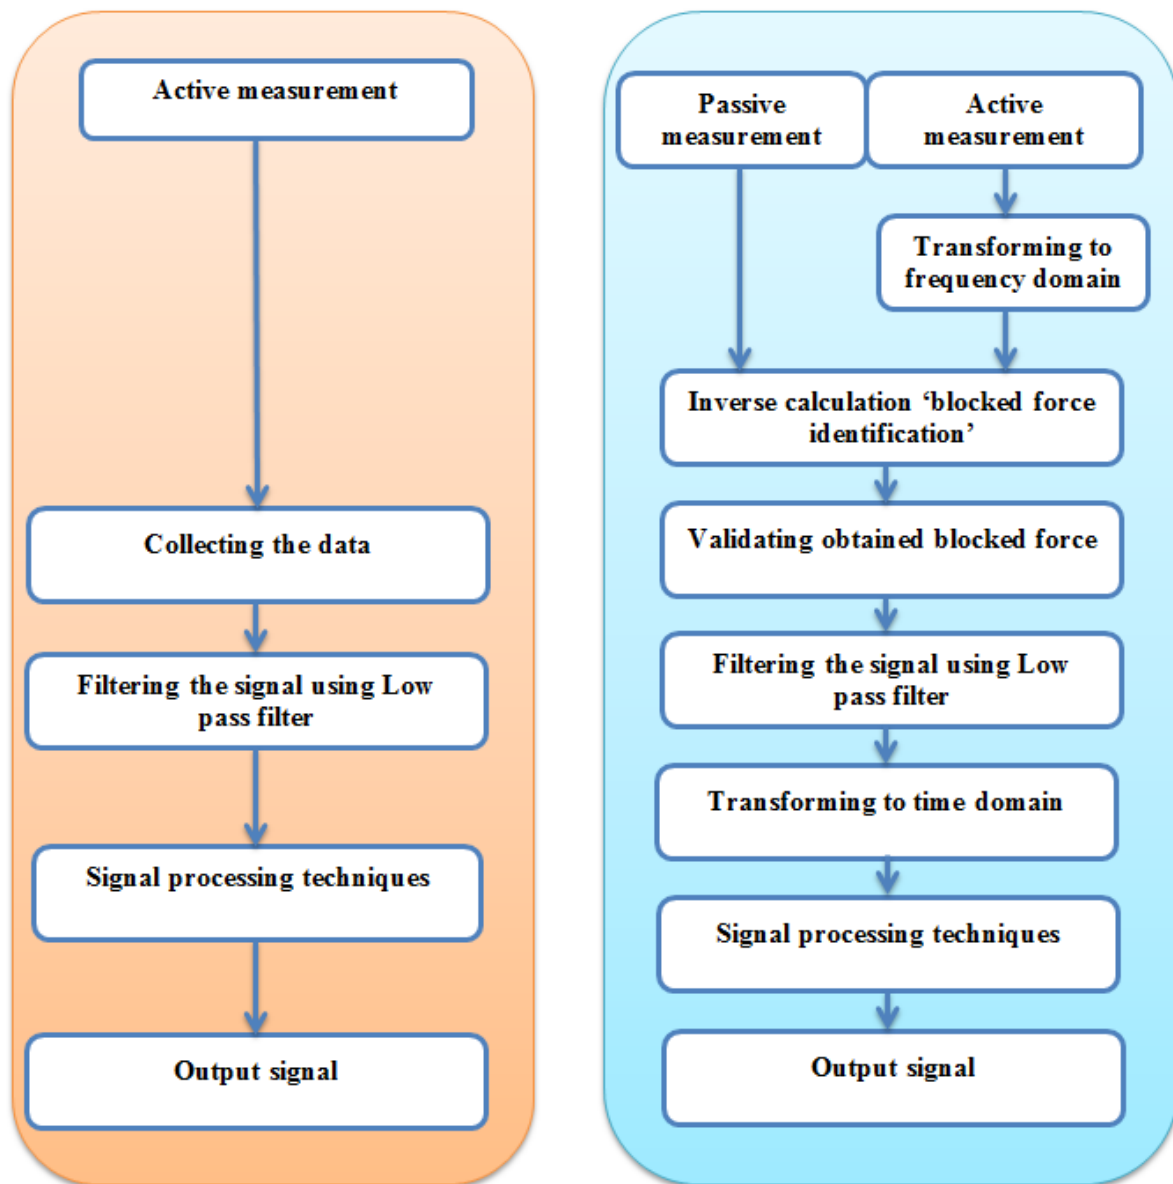 Active measurement
Collecting the data
Filtering the signal using Low
pass filter
Signal processing techniques
Output signal
Passive
measurement
Active
measurement
Transforming to
frequency domain
Inverse calculation ‘blocked force
identification’
Validating obtained blocked force
Filtering the signal using Low
pass filter
Transforming to time domain
Signal processing techniques
Output signal